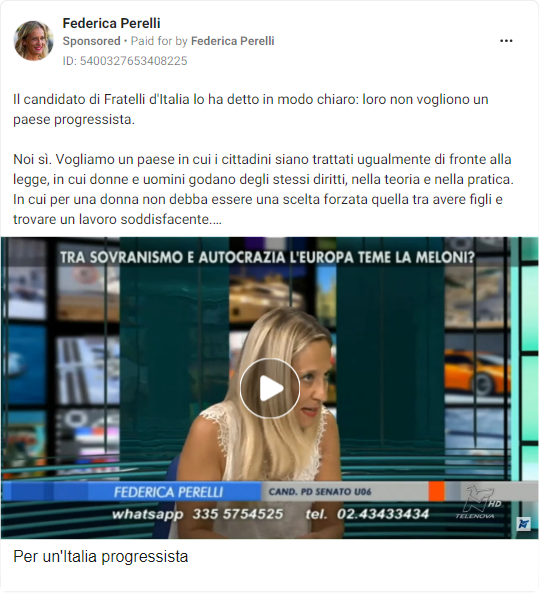 Federica Perelli
Sponsored • Paid for by Federica Perelli
ID: 5400327653408225
Il candidato di Fratelli d'Italia lo ha detto in modo chiaro: loro non vogliono un
paese progressista.
Noi sì. Vogliamo un paese in cui i cittadini siano trattati ugualmente di fronte alla
legge, in cui donne e uomini godano degli stessi diritti, nella teoria e nella pratica.
In cui per una donna non debba essere una scelta forzata quella tra avere figli e
trovare un lavoro soddisfacente....
TRA SOVRANISMO E AUTOCRAZIA L'EUROPA TEME LA MELONI?
FEDERICA PERELLI
CAND. PD SENATO U06
whatsapp 335 5754525 tel. 02.43433434
HD
TELENOVA
Per un'Italia progressista